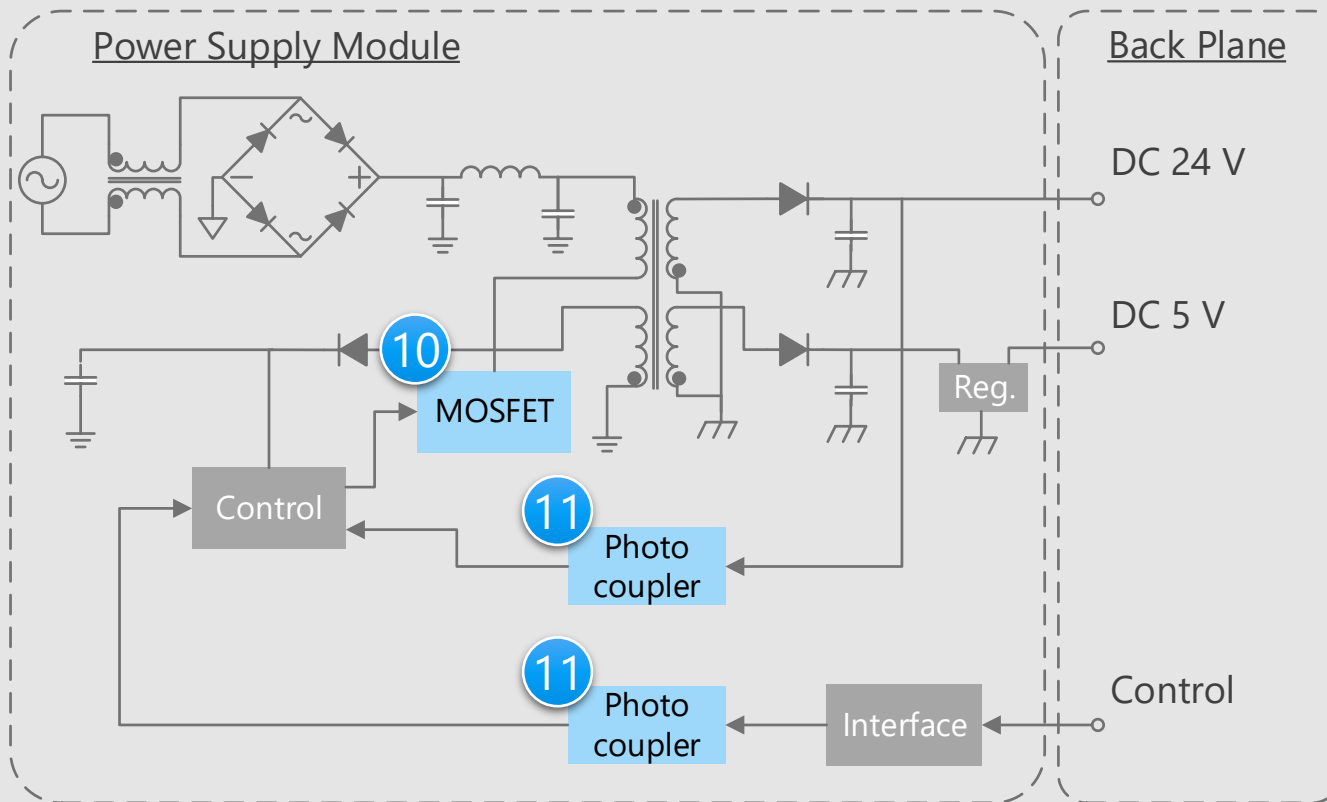 Power Supply Module
Back Plane
DC 24 V
DC 5 V
10
MOSFET
Reg.
Control
11
Photo
coupler
11
Photo
coupler
Interface
Control